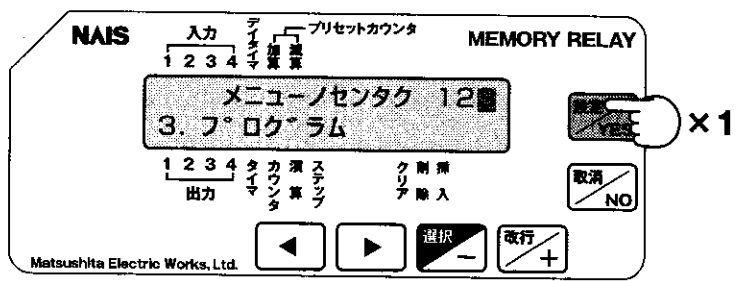 プリセットカウンタ
NAIS 入力 デイタイマ 加算 減算 MEMORY RELAY
1 2 3 4
メニューノセンタク 12
3. プログラム
YES
×1
1 2 3 4 タイマ カウンタ 演算 ステップ クリア 削除 挿入
出力
取消 NO
◀ ▶ 選択 − 改行 +
Matsushita Electric Works, Ltd.